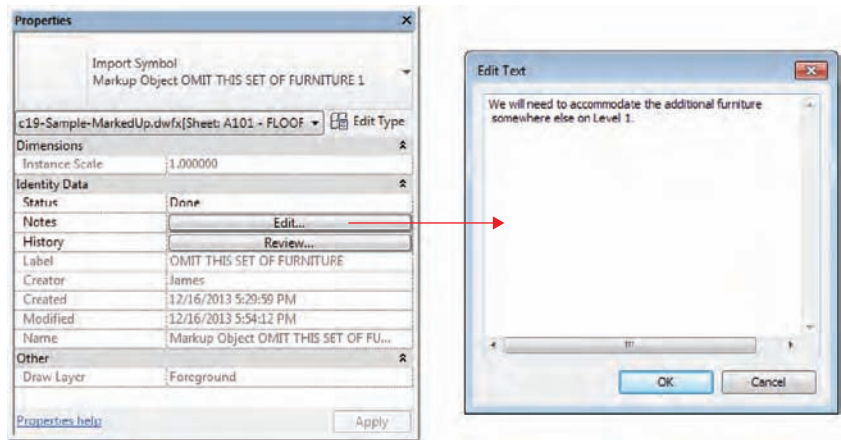 Properties
Import Symbol
Markup Object OMIT THIS SET OF FURNITURE 1
c19-Sample-MarkedUp.dwfx[Sheet: A101 - FLOOF
Edit Type
Dimensions
Instance Scale 1.000000
Identity Data
Status Done
Notes Edit...
History Review...
Label OMIT THIS SET OF FURNITURE
Creator James
Created 12/16/2013 5:29:59 PM
Modified 12/16/2013 5:54:12 PM
Name Markup Object OMIT THIS SET OF FU...
Other
Draw Layer Foreground
Properties help Apply
Edit Text
We will need to accommodate the additional furniture
somewhere else on Level 1.
OK Cancel